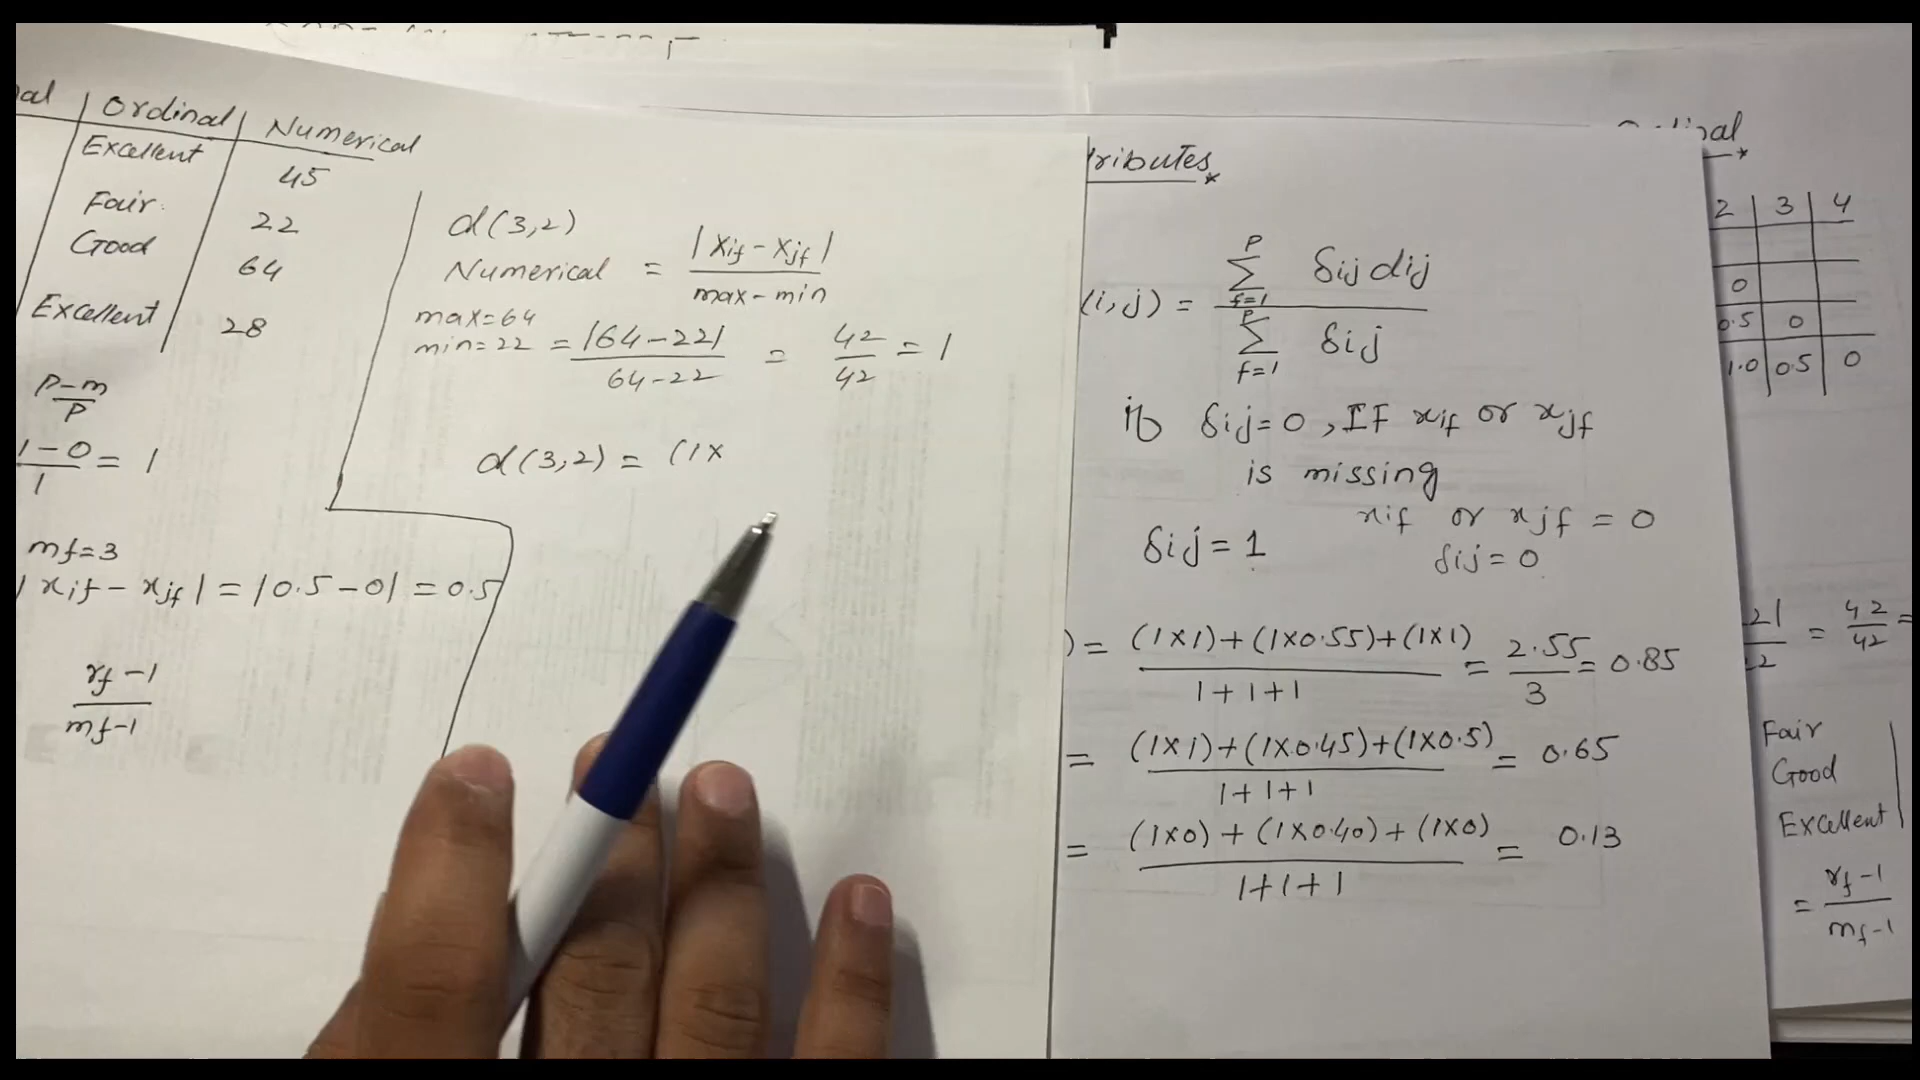 al | Ordinal | Numerical
Excellent 45
Fair 22
Good 64
Excellent 28
P-m
P
1-0 = 1
1
mf=3
|xif - xjf| = |0.5-0| = 0.5
rf-1
mf-1
d(3,2)
Numerical = |xif - xjf|
max-min
max=64
min=22 = |64-22| = 42 = 1
64-22 42
d(3,2) = (1x
tributes
(i,j) = P Σ f=1 δij dij
P Σ f=1 δij
if δij=0, IF xif or xjf
is missing
xif or xjf = 0
δij = 1 δij = 0
) = (1x1)+(1x0.55)+(1x1) = 2.55 = 0.85
1+1+1 3
= (1x1)+(1x0.45)+(1x0.5) = 0.65
1+1+1
= (1x0)+(1x0.40)+(1x0) = 0.13
1+1+1
2 3 4
0
0.5 0
1.0 0.5 0
21 = 42 =
2 42
Fair
Good
Excellent
= rf-1
mf-1